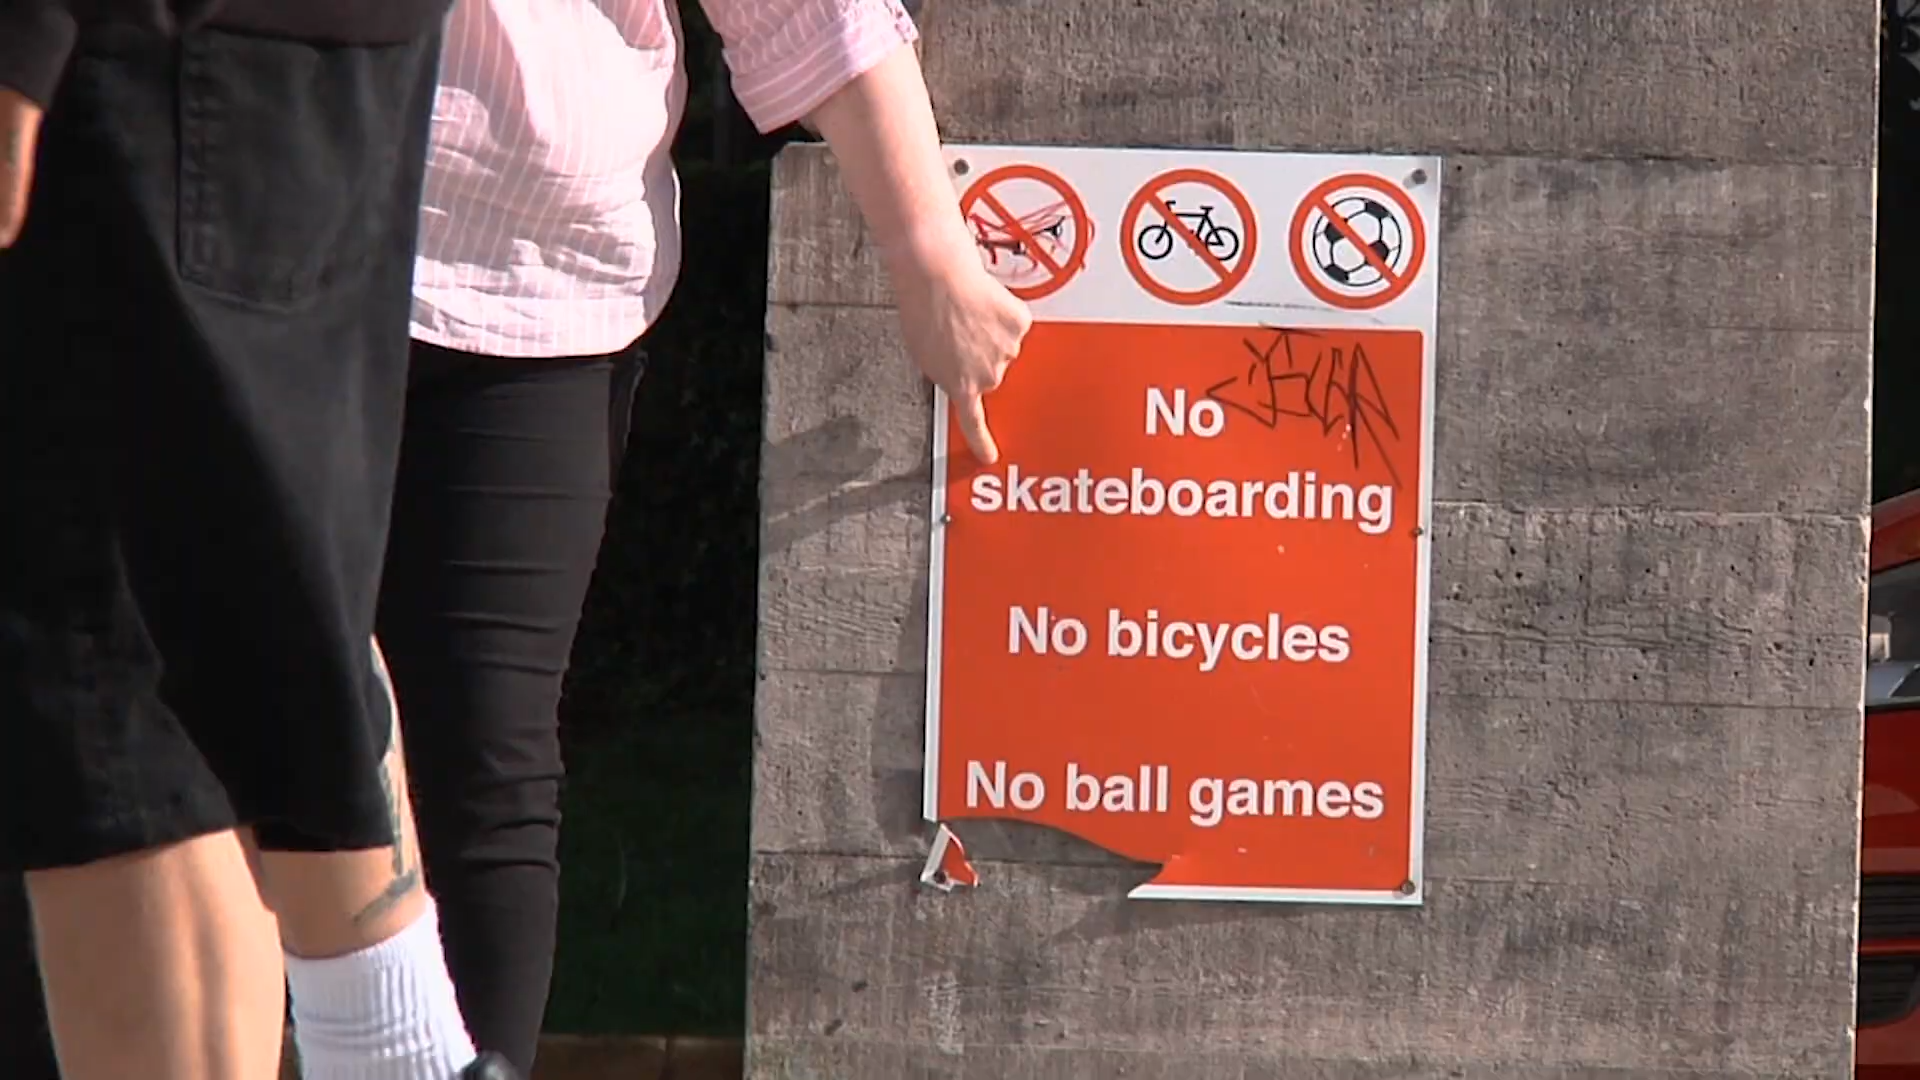 No
skateboarding
No bicycles
No ball games